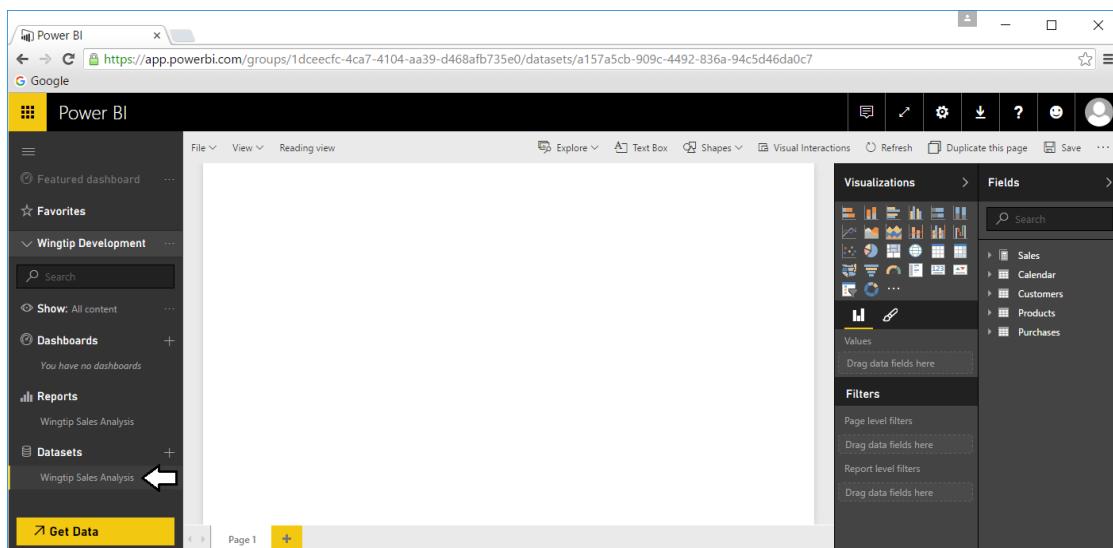 Power BI
https://app.powerbi.com/groups/1dceecfc-4ca7-4104-aa39-d468afb735e0/datasets/a157a5cb-909c-4492-836a-94c5d46da0c7
G Google
Power BI
File View Reading view Explore Text Box Shapes Visual Interactions Refresh Duplicate this page Save
Featured dashboard
Favorites
Wingtip Development
Search
Show: All content
Dashboards
You have no dashboards
Reports
Wingtip Sales Analysis
Datasets
Wingtip Sales Analysis
Get Data
Page 1
Visualizations
123
Values
Drag data fields here
Filters
Page level filters
Drag data fields here
Report level filters
Drag data fields here
Fields
Search
Sales
Calendar
Customers
Products
Purchases